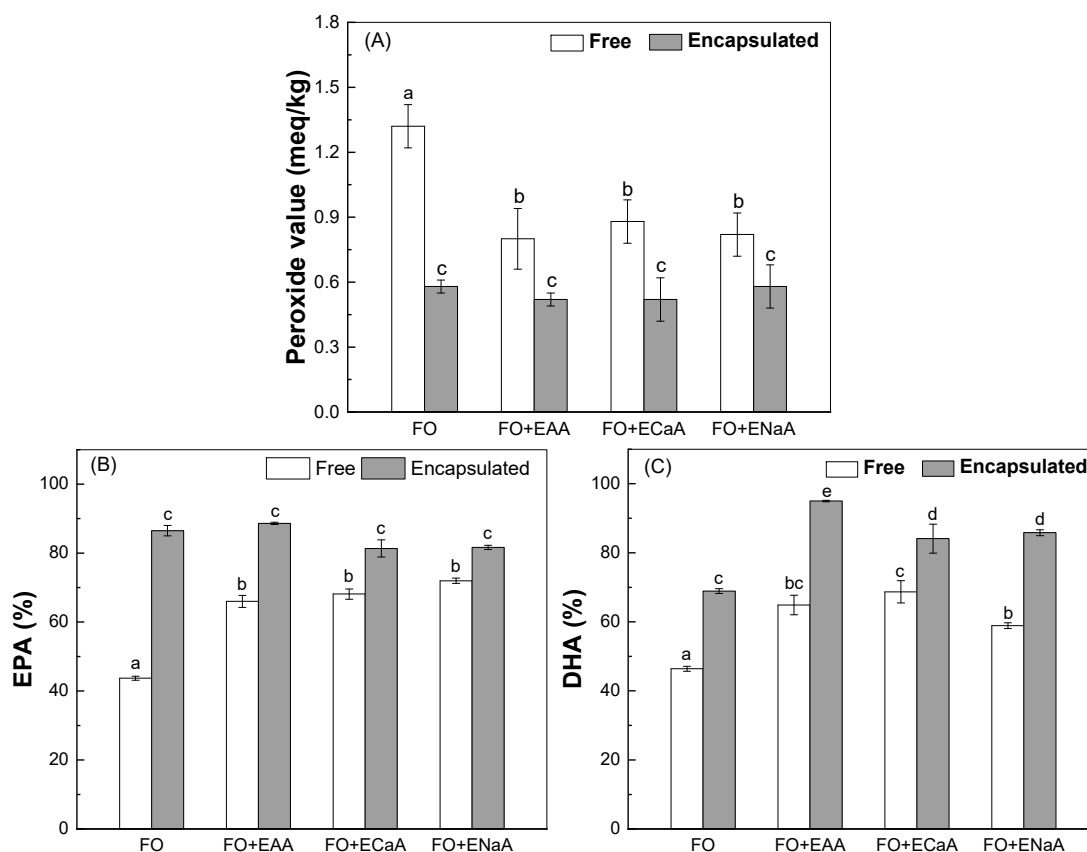 (A)
Free
Encapsulated
Peroxide value (meq/kg)
1.8
1.5
1.2
0.9
0.6
0.3
0.0
a
c
b
c
b
c
b
c
FO
FO+EAA
FO+ECaA
FO+ENaA
(B)
Free
Encapsulated
EPA (%)
100
80
60
40
20
0
a
c
b
c
b
c
b
c
FO
FO+EAA
FO+ECaA
FO+ENaA
(C)
Free
Encapsulated
DHA (%)
100
80
60
40
20
0
a
c
bc
e
c
d
b
d
FO
FO+EAA
FO+ECaA
FO+ENaA